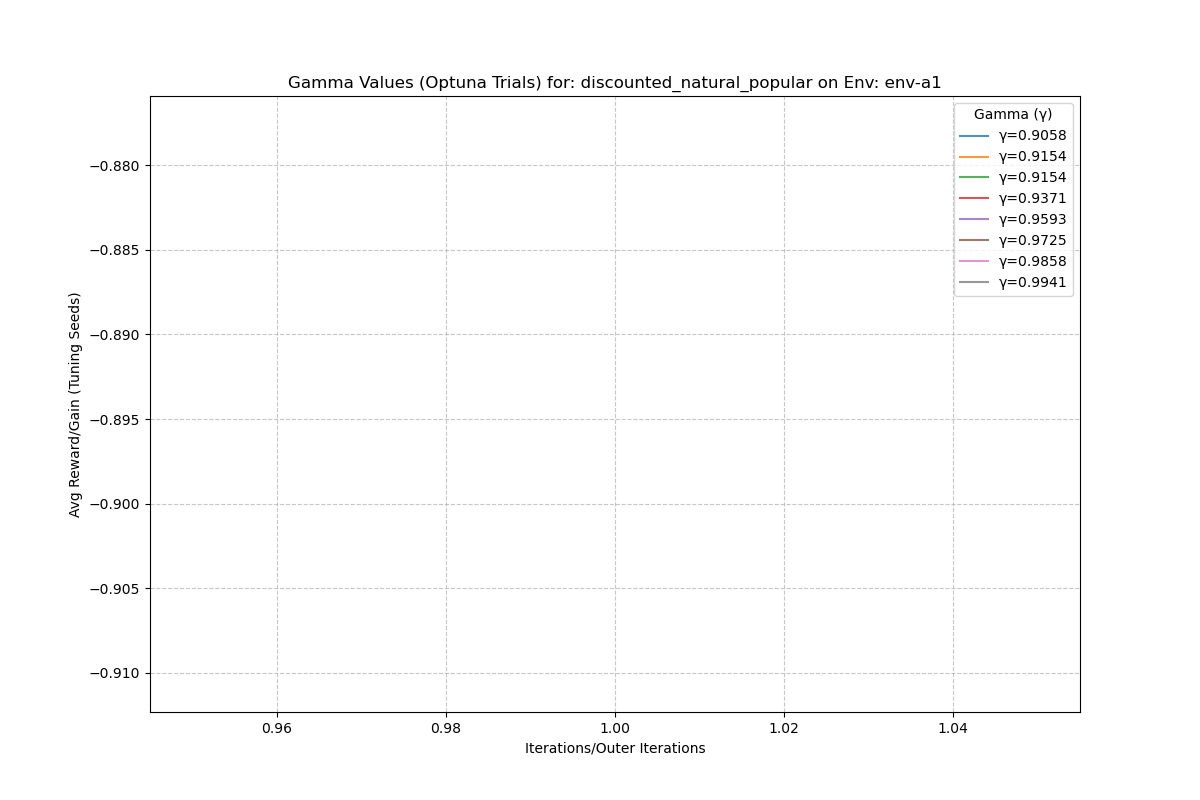 Gamma Values (Optuna Trials) for: discounted_natural_popular on Env: env-a1
Gamma (γ)
γ=0.9058
γ=0.9154
γ=0.9154
γ=0.9371
γ=0.9593
γ=0.9725
γ=0.9858
γ=0.9941
Avg Reward/Gain (Tuning Seeds)
−0.880
−0.885
−0.890
−0.895
−0.900
−0.905
−0.910
0.96 0.98 1.00 1.02 1.04
Iterations/Outer Iterations